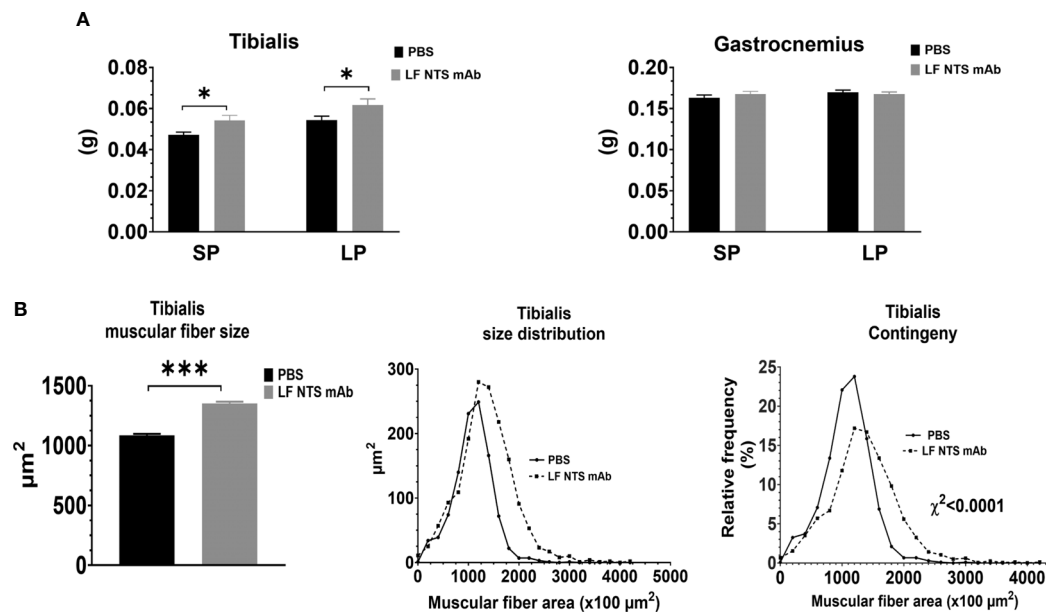 A
Tibialis
PBS
LF NTS mAb
0.08
0.06
0.04
0.02
0.00
(g)
*
*
SP
LP
Gastrocnemius
PBS
LF NTS mAb
0.20
0.15
0.10
0.05
0.00
(g)
SP
LP
B
Tibialis
muscular fiber size
***
PBS
LF NTS mAb
1500
1000
500
0
µm²
Tibialis
size distribution
300
200
100
0
µm²
PBS
LF NTS mAb
0
1000
2000
3000
4000
5000
Muscular fiber area (x100 µm²)
Tibialis
Contingeny
25
20
15
10
5
0
Relative frequency
(%)
PBS
LF NTS mAb
χ²<0.0001
0
1000
2000
3000
4000
Muscular fiber area (x100 µm²)